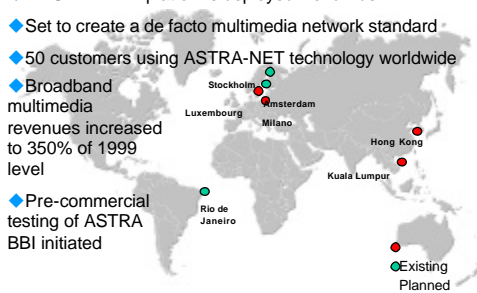 Set to create a de facto multimedia network standard
50 customers using ASTRA-NET technology worldwide
Broadband
multimedia
revenues increased
to 350% of 1999
level
Pre-commercial
testing of ASTRA
BBI initiated
Stockholm
Amsterdam
Luxembourg
Milano
Hong Kong
Kuala Lumpur
Rio de
Janeiro
Existing
Planned